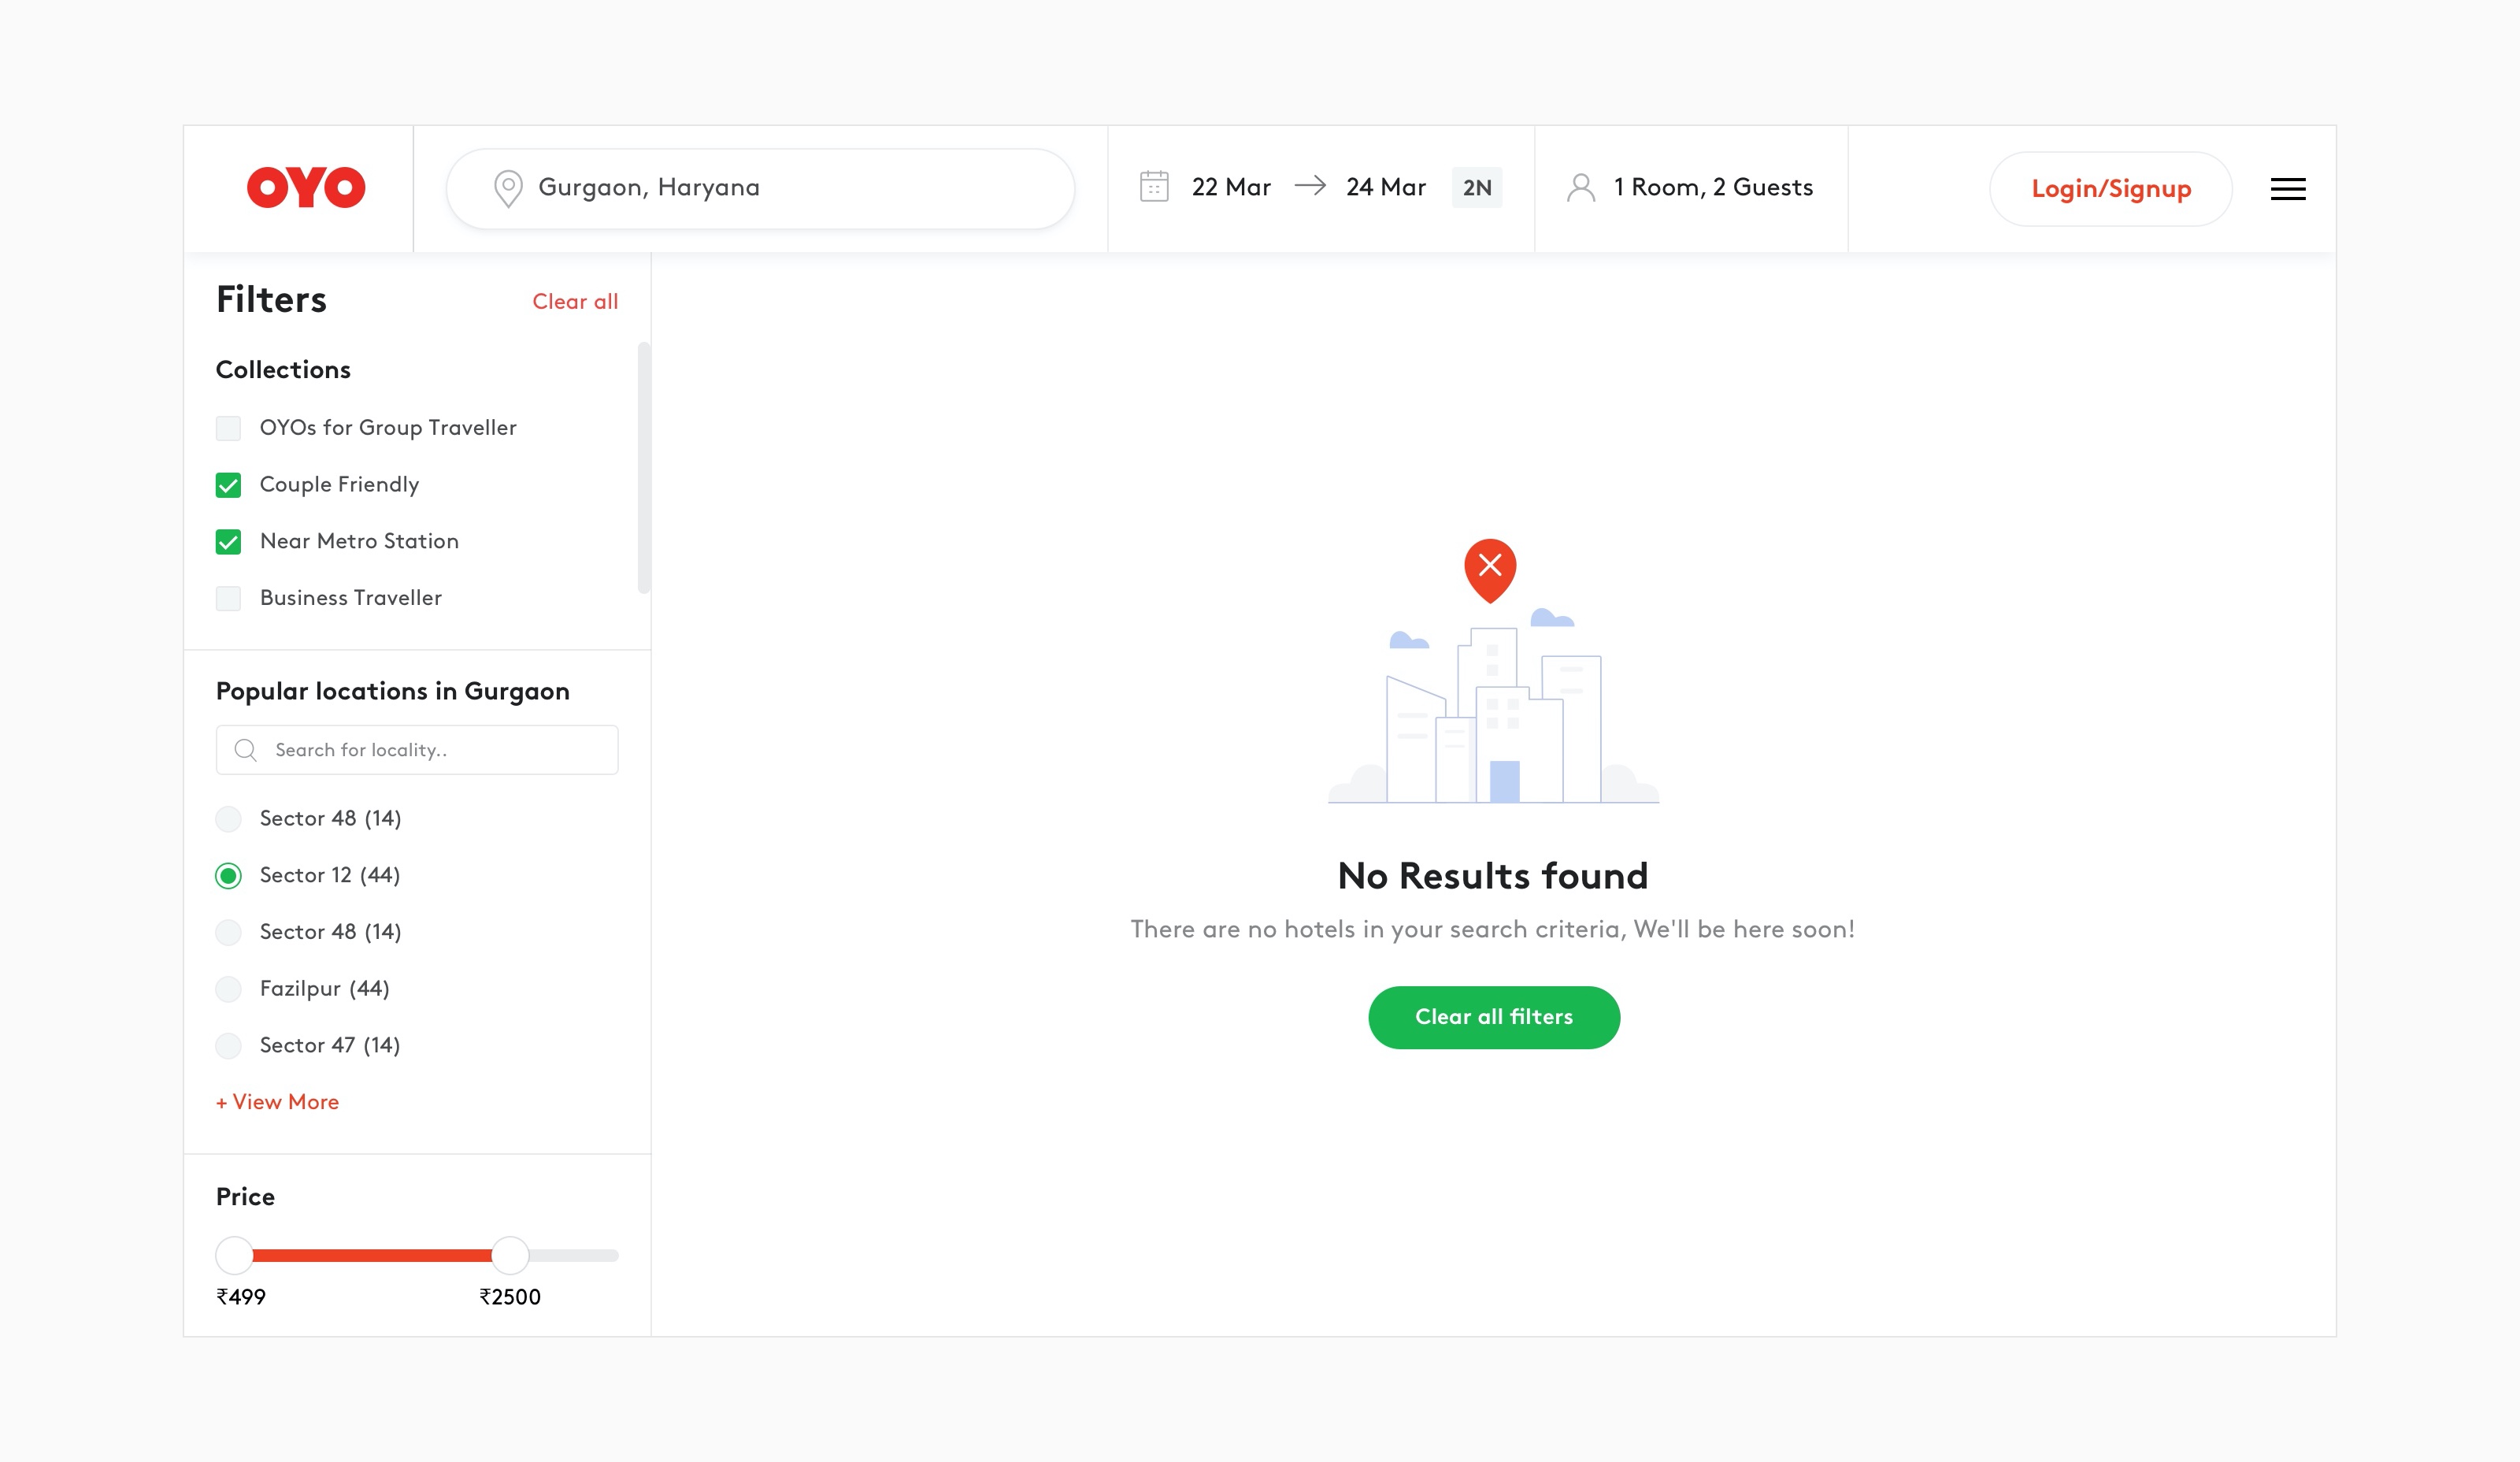 OYO
Gurgaon, Haryana
22 Mar → 24 Mar 2N
1 Room, 2 Guests
Login/Signup
Filters
Clear all
Collections
OYOs for Group Traveller
Couple Friendly
Near Metro Station
Business Traveller
Popular locations in Gurgaon
Search for locality..
Sector 48 (14)
Sector 12 (44)
Sector 48 (14)
Fazilpur (44)
Sector 47 (14)
+ View More
Price
₹499
₹2500
No Results found
There are no hotels in your search criteria, We'll be here soon!
Clear all filters